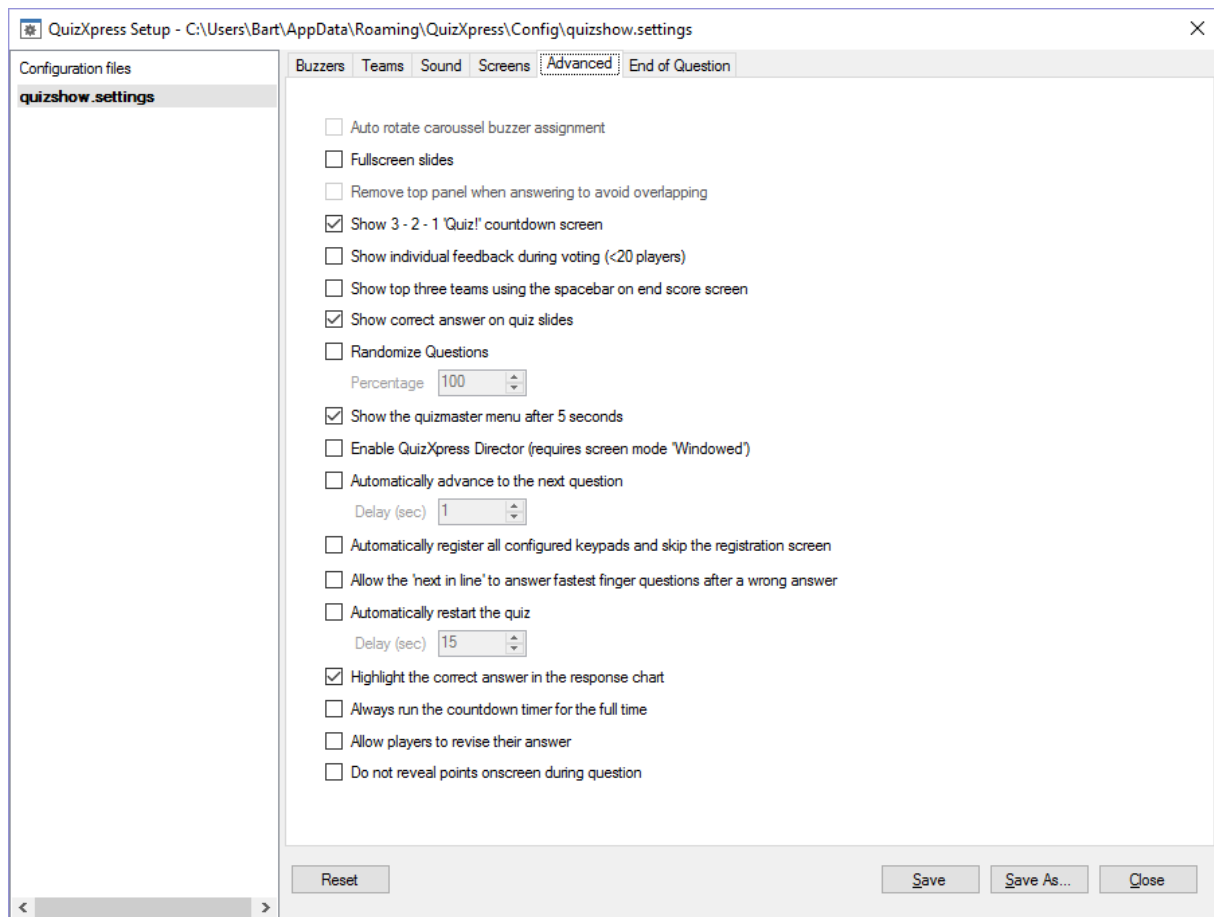 QuizXpress Setup - C:\Users\Bart\AppData\Roaming\QuizXpress\Config\quizshow.settings
Configuration files
quizshow.settings
Buzzers Teams Sound Screens Advanced End of Question
Auto rotate caroussel buzzer assignment
Fullscreen slides
Remove top panel when answering to avoid overlapping
Show 3 - 2 - 1 'Quiz!' countdown screen
Show individual feedback during voting (<20 players)
Show top three teams using the spacebar on end score screen
Show correct answer on quiz slides
Randomize Questions
Percentage 100
Show the quizmaster menu after 5 seconds
Enable QuizXpress Director (requires screen mode 'Windowed')
Automatically advance to the next question
Delay (sec) 1
Automatically register all configured keypads and skip the registration screen
Allow the 'next in line' to answer fastest finger questions after a wrong answer
Automatically restart the quiz
Delay (sec) 15
Highlight the correct answer in the response chart
Always run the countdown timer for the full time
Allow players to revise their answer
Do not reveal points onscreen during question
Reset Save Save As... Close